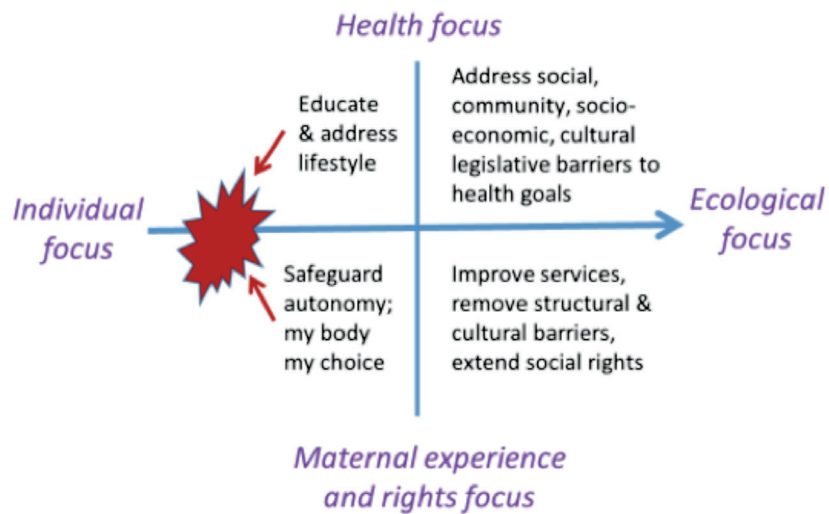 Health focus
Educate
& address
lifestyle
Address social,
community, socio-
economic, cultural
legislative barriers to
health goals
Individual
focus
Ecological
focus
Safeguard
autonomy;
my body
my choice
Improve services,
remove structural &
cultural barriers,
extend social rights
Maternal experience
and rights focus